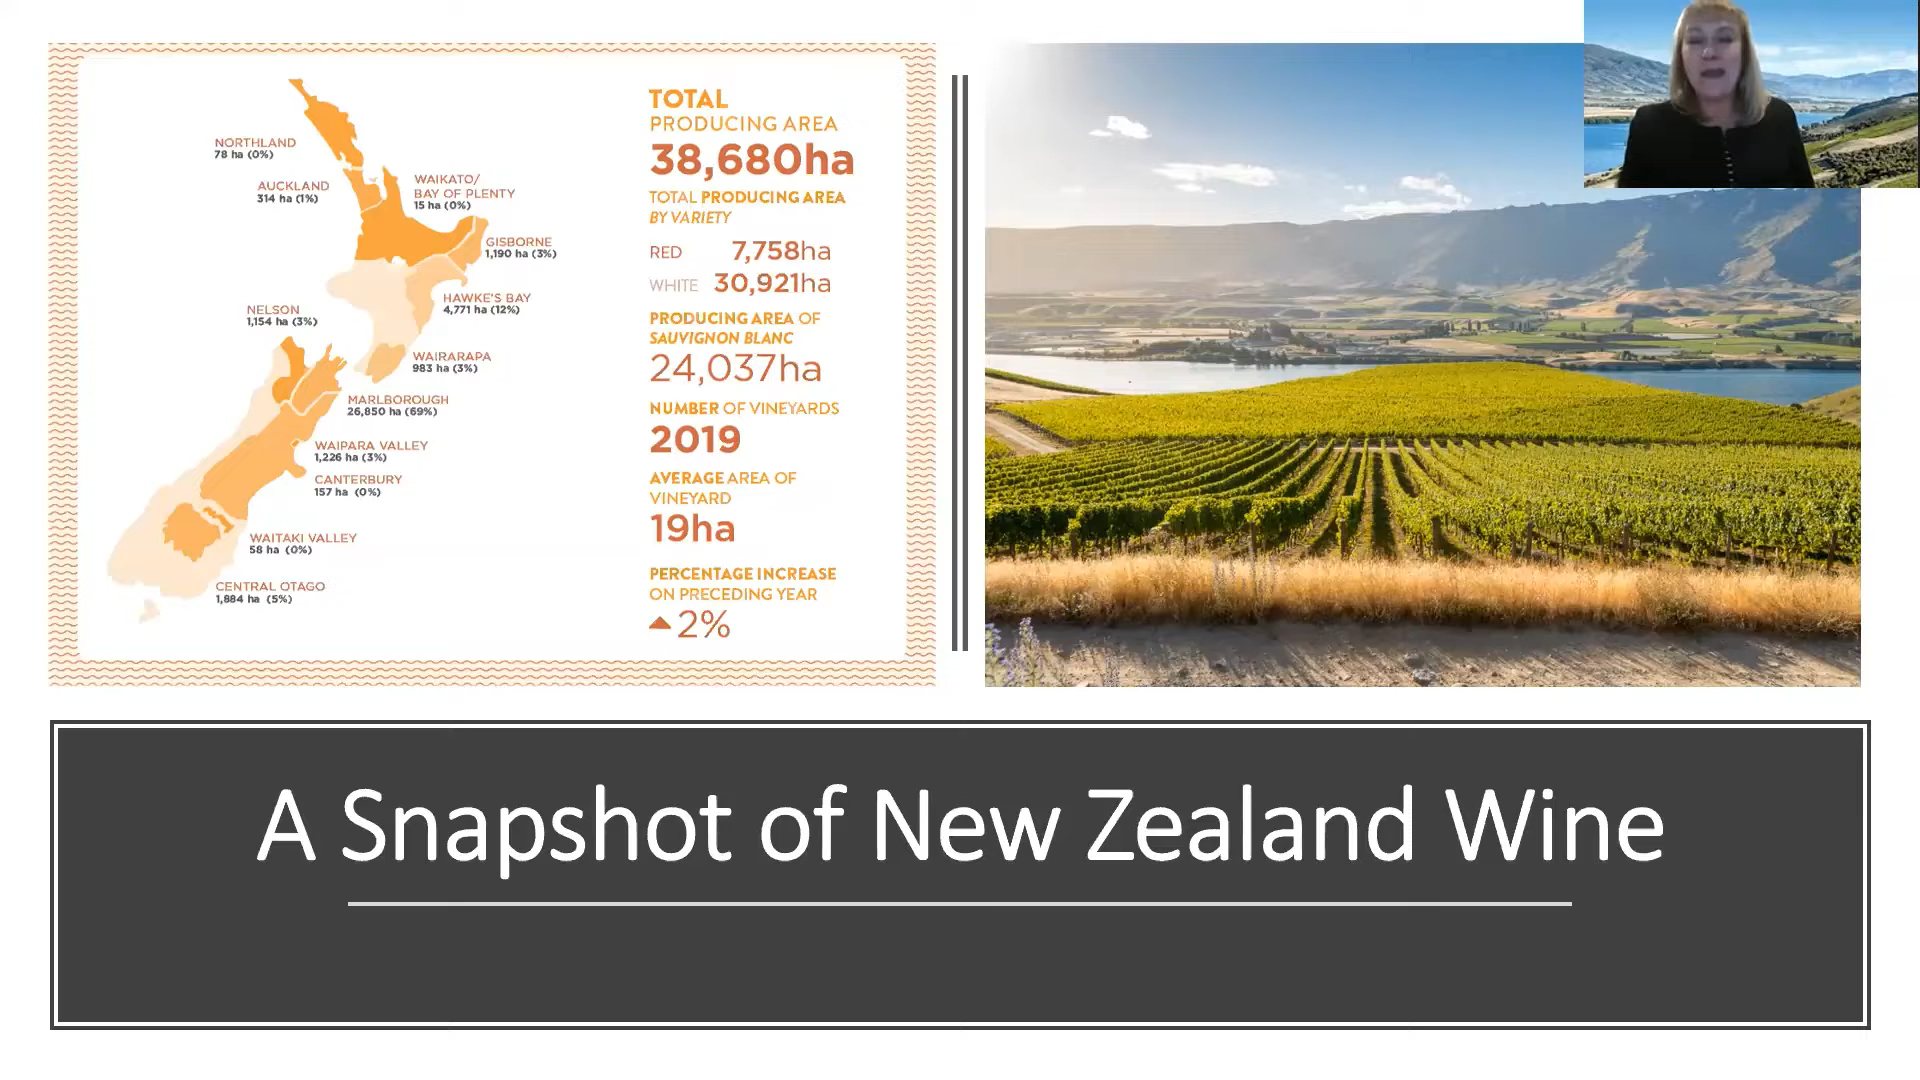 NORTHLAND
78 ha (0%)
AUCKLAND
314 ha (1%)
WAIKATO/
BAY OF PLENTY
15 ha (0%)
GISBORNE
1,190 ha (3%)
HAWKE'S BAY
4,771 ha (12%)
NELSON
1,154 ha (3%)
WAIRARAPA
983 ha (3%)
MARLBOROUGH
26,850 ha (69%)
WAIPARA VALLEY
1,226 ha (3%)
CANTERBURY
157 ha (0%)
WAITAKI VALLEY
58 ha (0%)
CENTRAL OTAGO
1,884 ha (5%)
TOTAL
PRODUCING AREA
38,680ha
TOTAL PRODUCING AREA
BY VARIETY
RED 7,758ha
WHITE 30,921ha
PRODUCING AREA OF
SAUVIGNON BLANC
24,037ha
NUMBER OF VINEYARDS
2019
AVERAGE AREA OF
VINEYARD
19ha
PERCENTAGE INCREASE
ON PRECEDING YEAR
2%
A Snapshot of New Zealand Wine